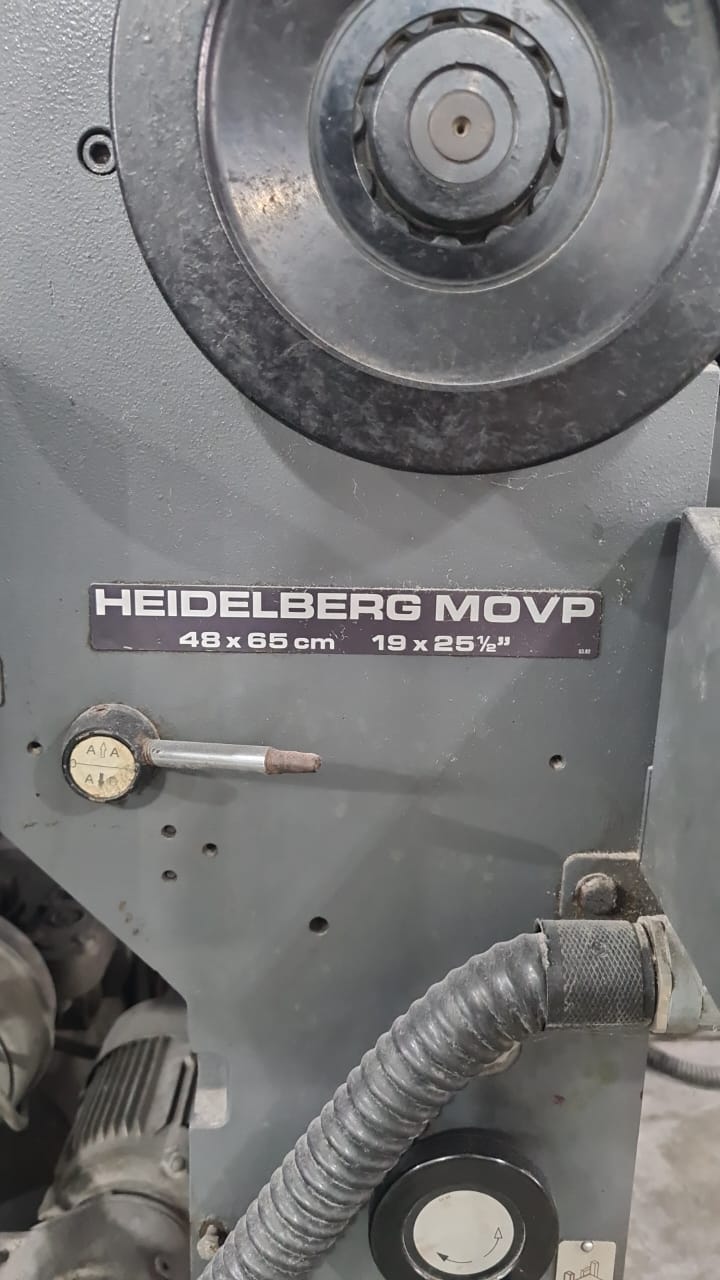 HEIDELBERG MOVP
48 x 65 cm 19 x 25½"
A⇧A
A⬇